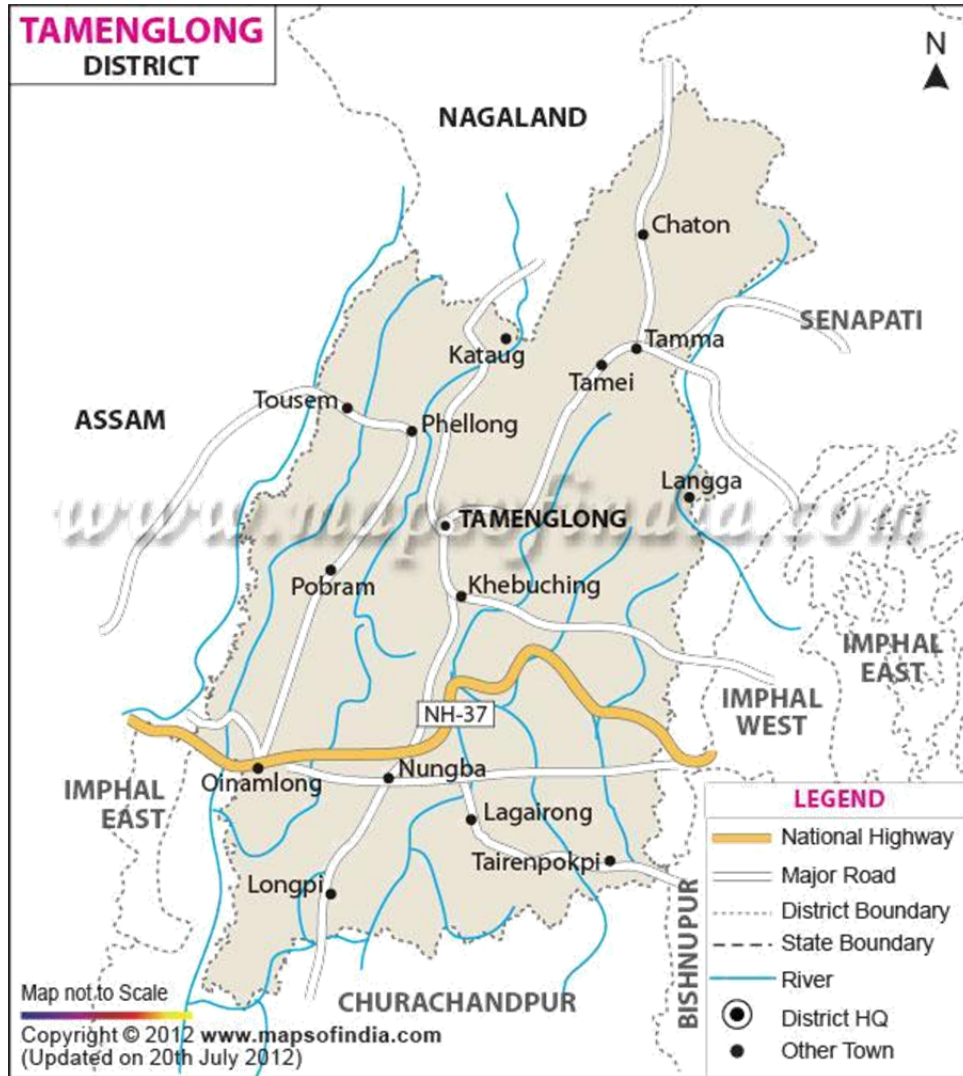 TAMENGLONG
DISTRICT
N
NAGALAND
Chaton
SENAPATI
Tamma
Kataug
Tamei
Tousem
ASSAM
Phellong
Langga
www.mapsofindia.com
TAMENGLONG
Pobram
Khebuching
IMPHAL
EAST
IMPHAL
WEST
NH-37
Oinamlong
Nungba
IMPHAL
EAST
Lagairong
Tairenpokpi
Longpi
BISHNUPUR
CHURACHANDPUR
LEGEND
National Highway
Major Road
District Boundary
State Boundary
River
District HQ
Other Town
Map not to Scale
Copyright © 2012 www.mapsofindia.com
(Updated on 20th July 2012)